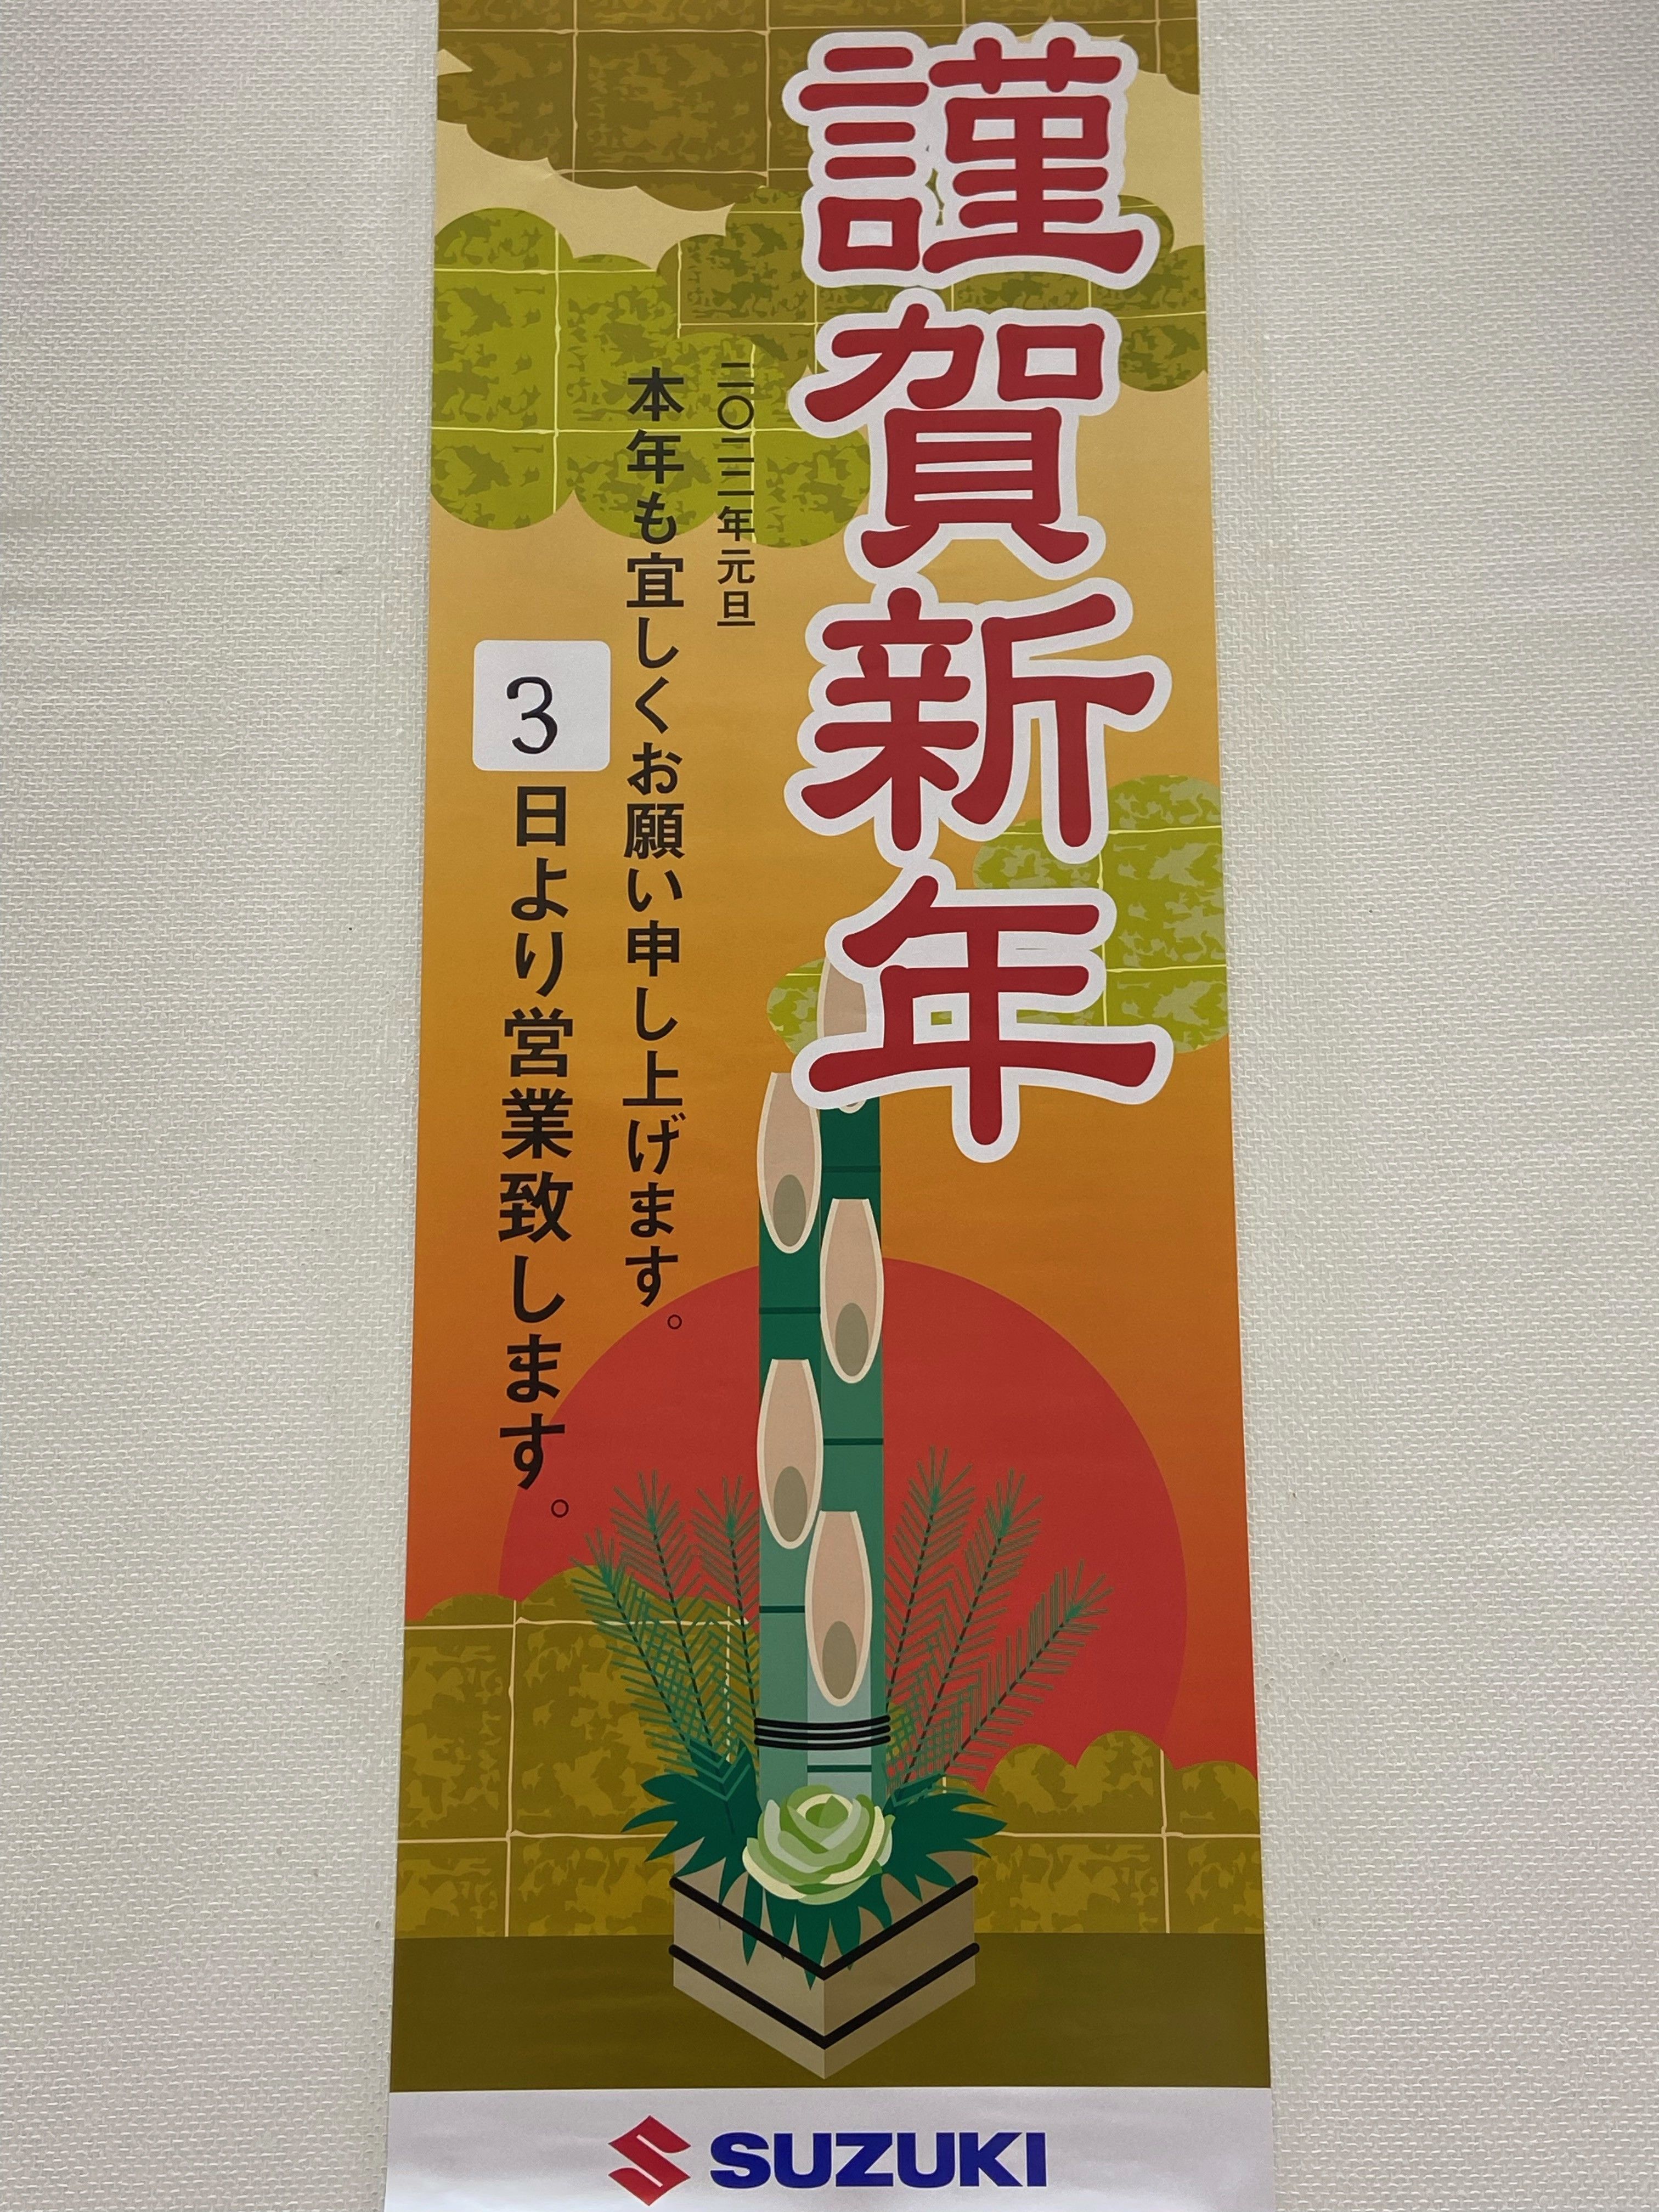 謹賀新年
二〇二二年元旦
本年も宜しくお願い申し上げます。
3日より営業致します。
SUZUKI